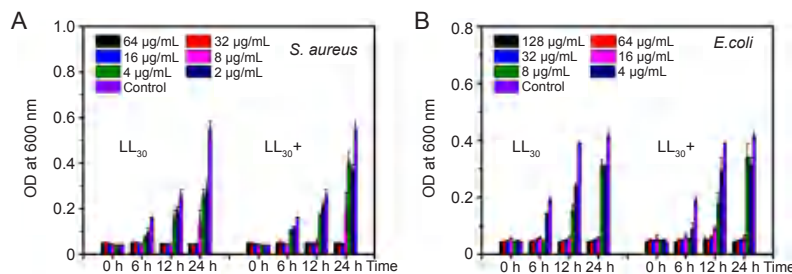 A
1.0
0.8
0.6
0.4
0.2
0
OD at 600 nm
64 µg/mL 32 µg/mL
16 µg/mL 8 µg/mL
4 µg/mL 2 µg/mL
Control
S. aureus
LL30 LL30+
0 h 6 h 12 h 24 h 0 h 6 h 12 h 24 h Time
B
0.8
0.6
0.4
0.2
0
OD at 600 nm
128 µg/mL 64 µg/mL
32 µg/mL 16 µg/mL
8 µg/mL 4 µg/mL
Control
E.coli
LL30 LL30+
0 h 6 h 12 h 24 h 0 h 6 h 12 h 24 h Time